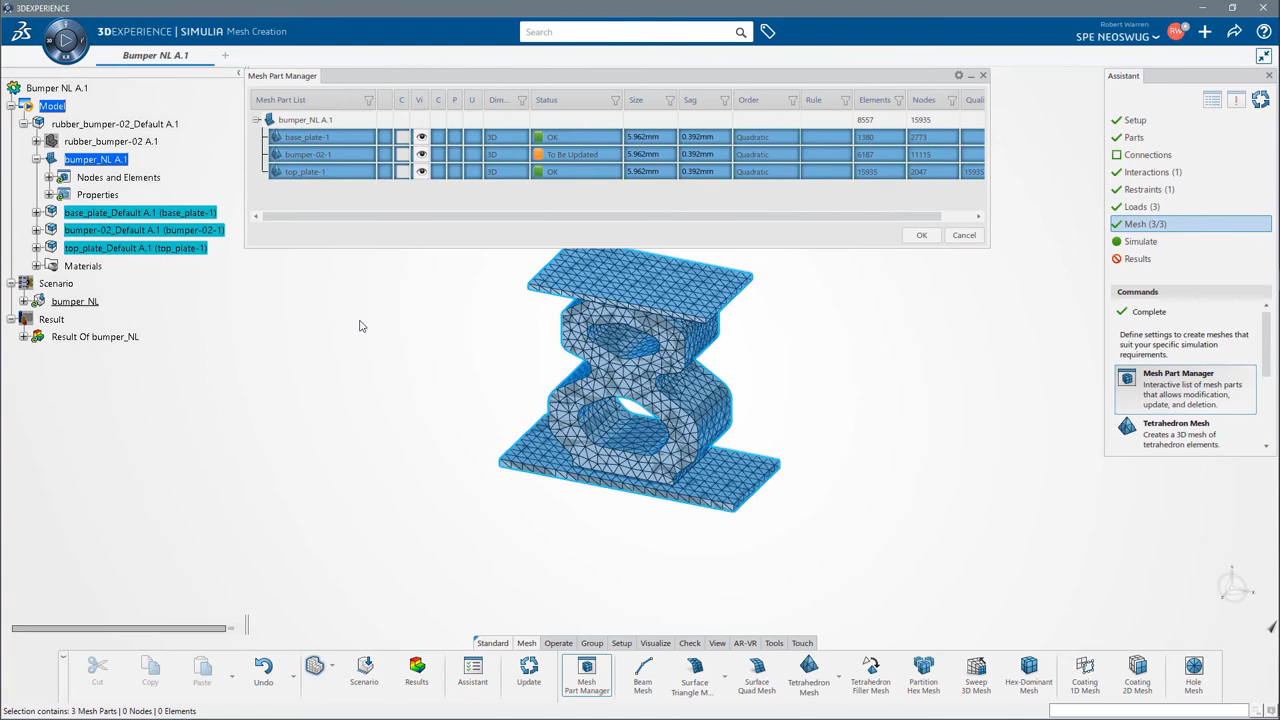 3DEXPERIENCE
3DEXPERIENCE | SIMULIA Mesh Creation
Search
Robert Warren
SPE NEOSWUG
RW
Bumper NL A.1
Bumper NL A.1
Model
rubber_bumper-02_Default A.1
rubber_bumper-02 A.1
bumper_NL A.1
Nodes and Elements
Properties
base_plate_Default A.1 (base_plate-1)
bumper-02_Default A.1 (bumper-02-1)
top_plate_Default A.1 (top_plate-1)
Materials
Scenario
bumper_NL
Result
Result Of bumper_NL
Mesh Part Manager
Mesh Part List C Vi C P U Dim... Status Size Sag Order Rule Elements Nodes Quali
bumper_NL A.1 8557 15935
base_plate-1 3D OK 5.962mm 0.392mm Quadratic 1380 2773
bumper-02-1 3D To Be Updated 5.962mm 0.392mm Quadratic 6187 11115
top_plate-1 3D OK 5.962mm 0.392mm Quadratic 15935 2047 15935
OK Cancel
Assistant
Setup
Parts
Connections
Interactions (1)
Restraints (1)
Loads (3)
Mesh (3/3)
Simulate
Results
Commands
Complete
Define settings to create meshes that
suit your specific simulation
requirements.
Mesh Part Manager
Interactive list of mesh parts
that allows modification,
update, and deletion.
Tetrahedron Mesh
Creates a 3D mesh of
tetrahedron elements.
Standard Mesh Operate Group Setup Visualize Check View AR-VR Tools Touch
Cut
Copy
Paste
Undo
Scenario
Results
Assistant
Update
Mesh
Part Manager
Beam
Mesh
Surface
Triangle M...
Surface
Quad Mesh
Tetrahedron
Mesh
Tetrahedron
Filler Mesh
Partition
Hex Mesh
Sweep
3D Mesh
Hex-Dominant
Mesh
Coating
1D Mesh
Coating
2D Mesh
Hole
Mesh
Selection contains: 3 Mesh Parts | 0 Nodes | 0 Elements